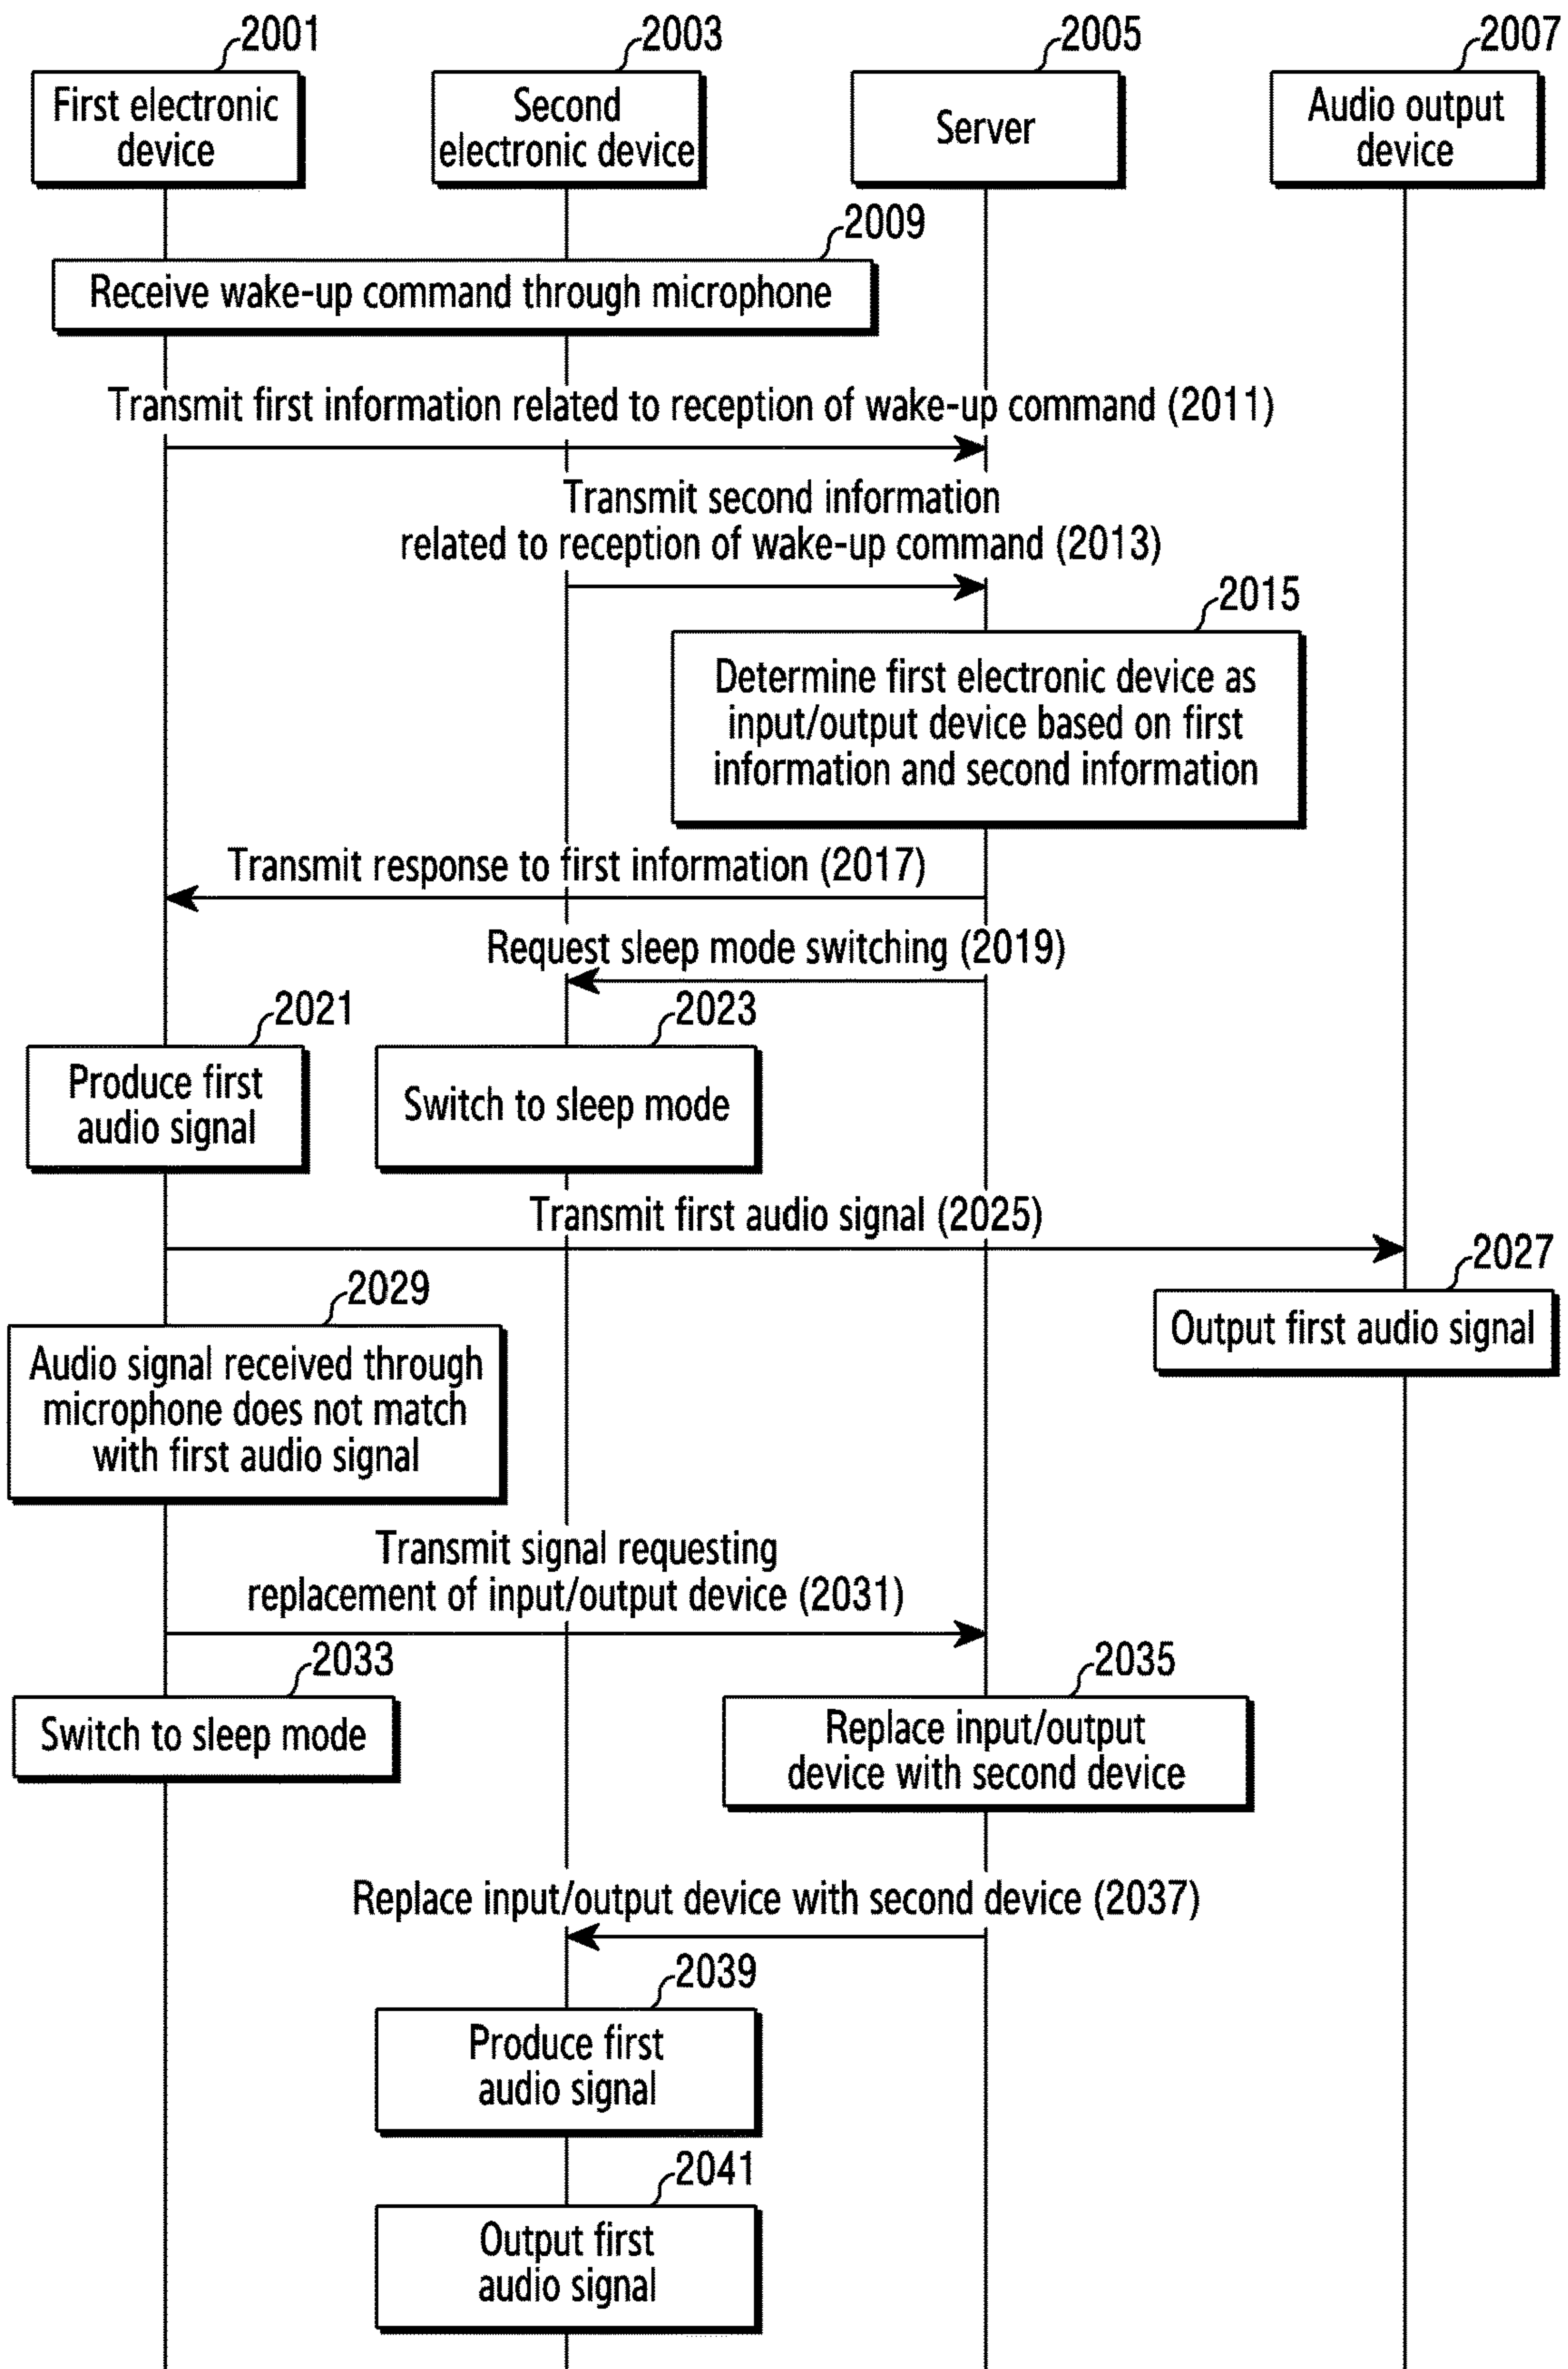 2001
2003
2005
2007
First electronic
device
Second
electronic device
Server
Audio output
device
2009
Receive wake-up command through microphone
Transmit first information related to reception of wake-up command (2011)
Transmit second information
related to reception of wake-up command (2013)
2015
Determine first electronic device as
input/output device based on first
information and second information
Transmit response to first information (2017)
Request sleep mode switching (2019)
2021
2023
Produce first
audio signal
Switch to sleep mode
Transmit first audio signal (2025)
2027
Output first audio signal
2029
Audio signal received through
microphone does not match
with first audio signal
Transmit signal requesting
replacement of input/output device (2031)
2033
2035
Switch to sleep mode
Replace input/output
device with second device
Replace input/output device with second device (2037)
2039
Produce first
audio signal
2041
Output first
audio signal